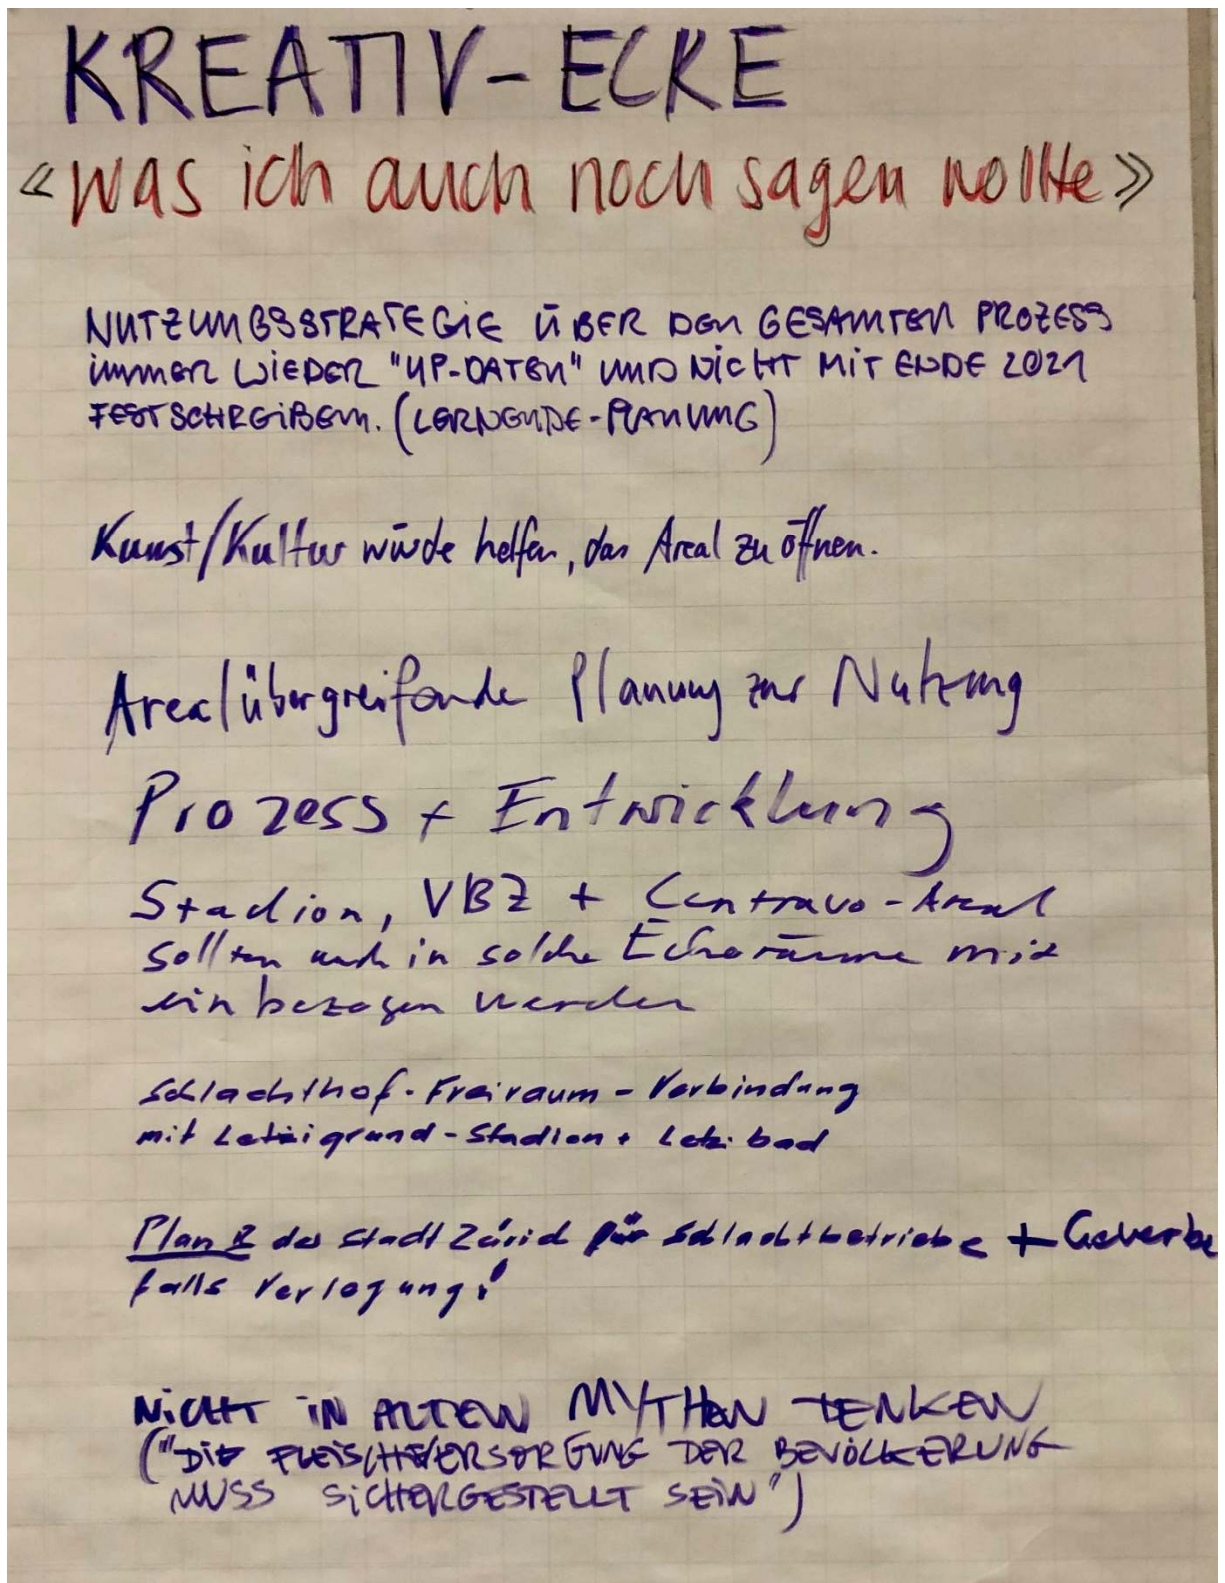 KREATIV-ECKE
«was ich auch noch sagen wollte»
NUTZUNGSSTRATEGIE ÜBER DEN GESAMTEN PROZESS
immer WIEDER "UP-DATEN" UND NICHT MIT ENDE 2021
FESTSCHREIBEN. (LERNENDE-PLANUNG)
Kunst/Kultur würde helfen, das Areal zu öffnen.
Arealübergreifende Planung zur Nutzung
Prozess + Entwicklung
Stadion, VBZ + Centravo-Areal
sollten auch in solche Echoräume mit
einbezogen werden
Schlachthof-Freiraum-Verbindung
mit Letzigrund-Stadion + Letzibad
Plan B der Stadt Zürich für Schlachtbetriebe + Gewerbe
falls Verlegung!
NICHT IN ALTEN MYTHEN DENKEN
("DIE FLEISCHVERSORGUNG DER BEVÖLKERUNG
MUSS SICHERGESTELLT SEIN")